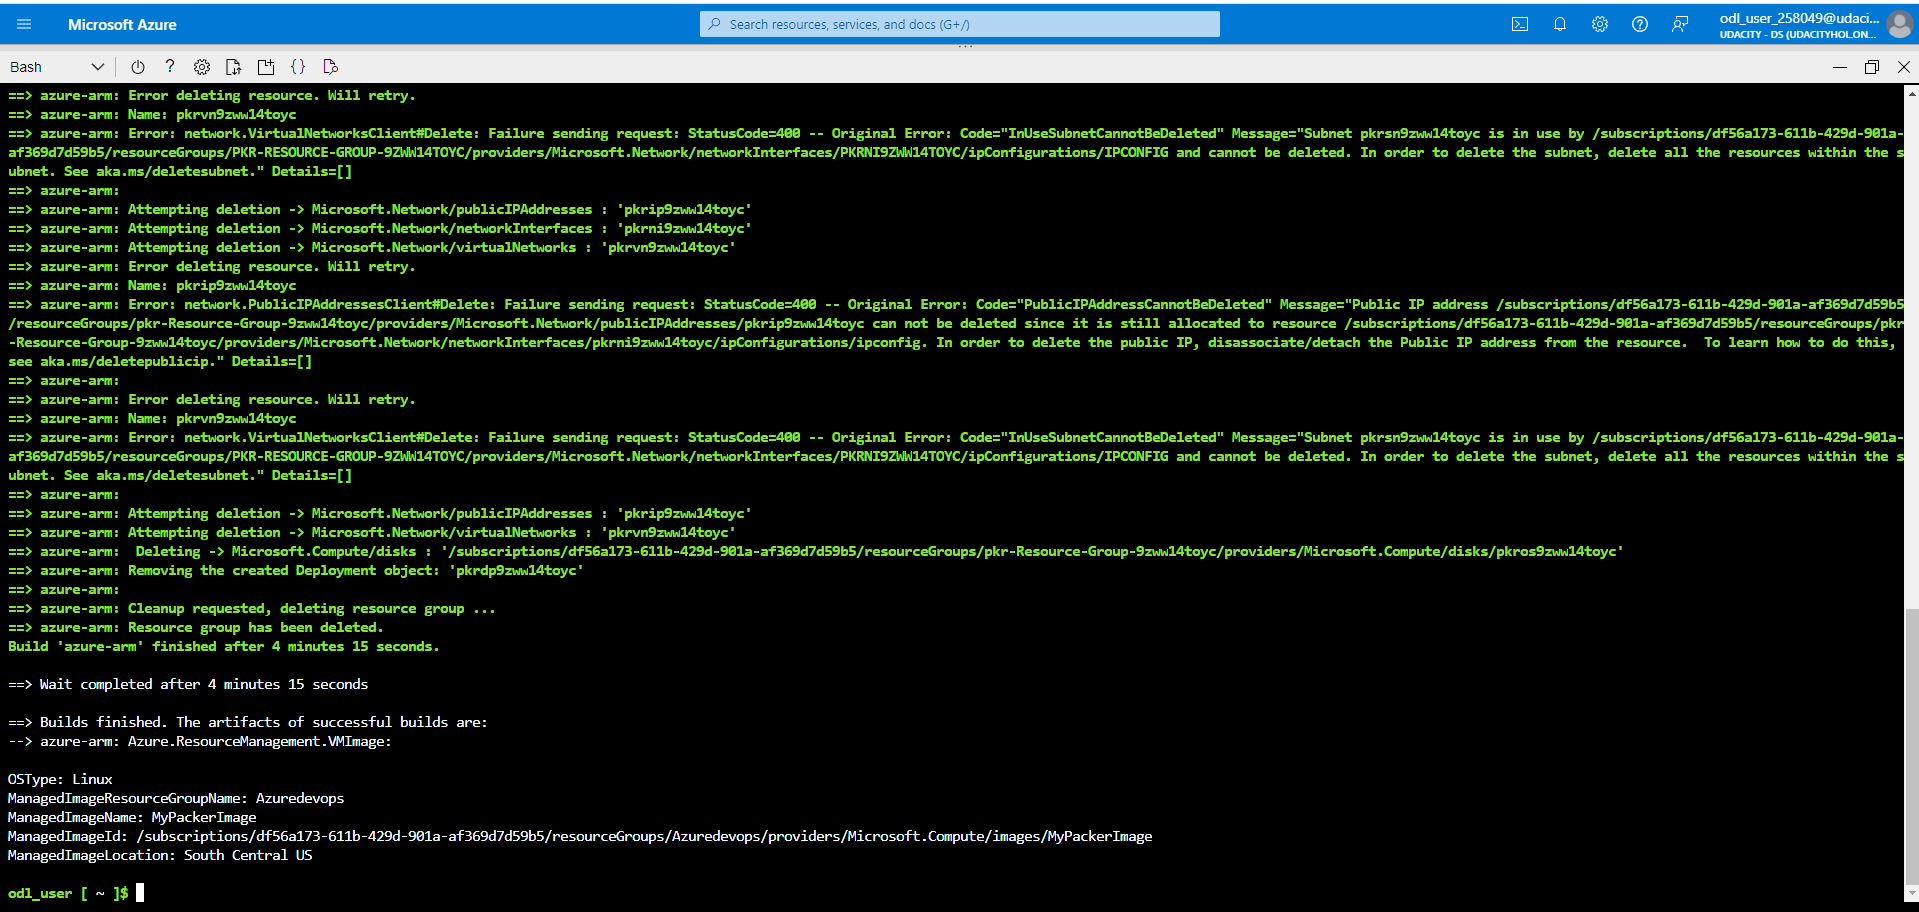 Microsoft Azure
Search resources, services, and docs (G+/)
odl_user_258049@udaci...
UDACITY - DS (UDACITYHOL.ON...
Bash
==> azure-arm: Error deleting resource. Will retry.
==> azure-arm: Name: pkrvn9zww14toyc
==> azure-arm: Error: network.VirtualNetworksClient#Delete: Failure sending request: StatusCode=400 -- Original Error: Code="InUseSubnetCannotBeDeleted" Message="Subnet pkrsn9zww14toyc is in use by /subscriptions/df56a173-611b-429d-901a-
af369d7d59b5/resourceGroups/PKR-RESOURCE-GROUP-9ZWW14TOYC/providers/Microsoft.Network/networkInterfaces/PKRNI9ZWW14TOYC/ipConfigurations/IPCONFIG and cannot be deleted. In order to delete the subnet, delete all the resources within the s
ubnet. See aka.ms/deletesubnet." Details=[]
==> azure-arm:
==> azure-arm: Attempting deletion -> Microsoft.Network/publicIPAddresses : 'pkrip9zww14toyc'
==> azure-arm: Attempting deletion -> Microsoft.Network/networkInterfaces : 'pkrni9zww14toyc'
==> azure-arm: Attempting deletion -> Microsoft.Network/virtualNetworks : 'pkrvn9zww14toyc'
==> azure-arm: Error deleting resource. Will retry.
==> azure-arm: Name: pkrip9zww14toyc
==> azure-arm: Error: network.PublicIPAddressesClient#Delete: Failure sending request: StatusCode=400 -- Original Error: Code="PublicIPAddressCannotBeDeleted" Message="Public IP address /subscriptions/df56a173-611b-429d-901a-af369d7d59b5
/resourceGroups/pkr-Resource-Group-9zww14toyc/providers/Microsoft.Network/publicIPAddresses/pkrip9zww14toyc can not be deleted since it is still allocated to resource /subscriptions/df56a173-611b-429d-901a-af369d7d59b5/resourceGroups/pkr
-Resource-Group-9zww14toyc/providers/Microsoft.Network/networkInterfaces/pkrni9zww14toyc/ipConfigurations/ipconfig. In order to delete the public IP, disassociate/detach the Public IP address from the resource.  To learn how to do this,
see aka.ms/deletepublicip." Details=[]
==> azure-arm:
==> azure-arm: Error deleting resource. Will retry.
==> azure-arm: Name: pkrvn9zww14toyc
==> azure-arm: Error: network.VirtualNetworksClient#Delete: Failure sending request: StatusCode=400 -- Original Error: Code="InUseSubnetCannotBeDeleted" Message="Subnet pkrsn9zww14toyc is in use by /subscriptions/df56a173-611b-429d-901a-
af369d7d59b5/resourceGroups/PKR-RESOURCE-GROUP-9ZWW14TOYC/providers/Microsoft.Network/networkInterfaces/PKRNI9ZWW14TOYC/ipConfigurations/IPCONFIG and cannot be deleted. In order to delete the subnet, delete all the resources within the s
ubnet. See aka.ms/deletesubnet." Details=[]
==> azure-arm:
==> azure-arm: Attempting deletion -> Microsoft.Network/publicIPAddresses : 'pkrip9zww14toyc'
==> azure-arm: Attempting deletion -> Microsoft.Network/virtualNetworks : 'pkrvn9zww14toyc'
==> azure-arm:  Deleting -> Microsoft.Compute/disks : '/subscriptions/df56a173-611b-429d-901a-af369d7d59b5/resourceGroups/pkr-Resource-Group-9zww14toyc/providers/Microsoft.Compute/disks/pkros9zww14toyc'
==> azure-arm: Removing the created Deployment object: 'pkrdp9zww14toyc'
==> azure-arm:
==> azure-arm: Cleanup requested, deleting resource group ...
==> azure-arm: Resource group has been deleted.
Build 'azure-arm' finished after 4 minutes 15 seconds.
==> Wait completed after 4 minutes 15 seconds
==> Builds finished. The artifacts of successful builds are:
--> azure-arm: Azure.ResourceManagement.VMImage:
OSType: Linux
ManagedImageResourceGroupName: Azuredevops
ManagedImageName: MyPackerImage
ManagedImageId: /subscriptions/df56a173-611b-429d-901a-af369d7d59b5/resourceGroups/Azuredevops/providers/Microsoft.Compute/images/MyPackerImage
ManagedImageLocation: South Central US
odl_user [ ~ ]$